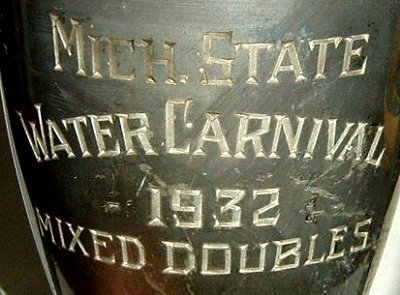 MICH. STATE
WATER CARNIVAL
- 1932 -
MIXED DOUBLES